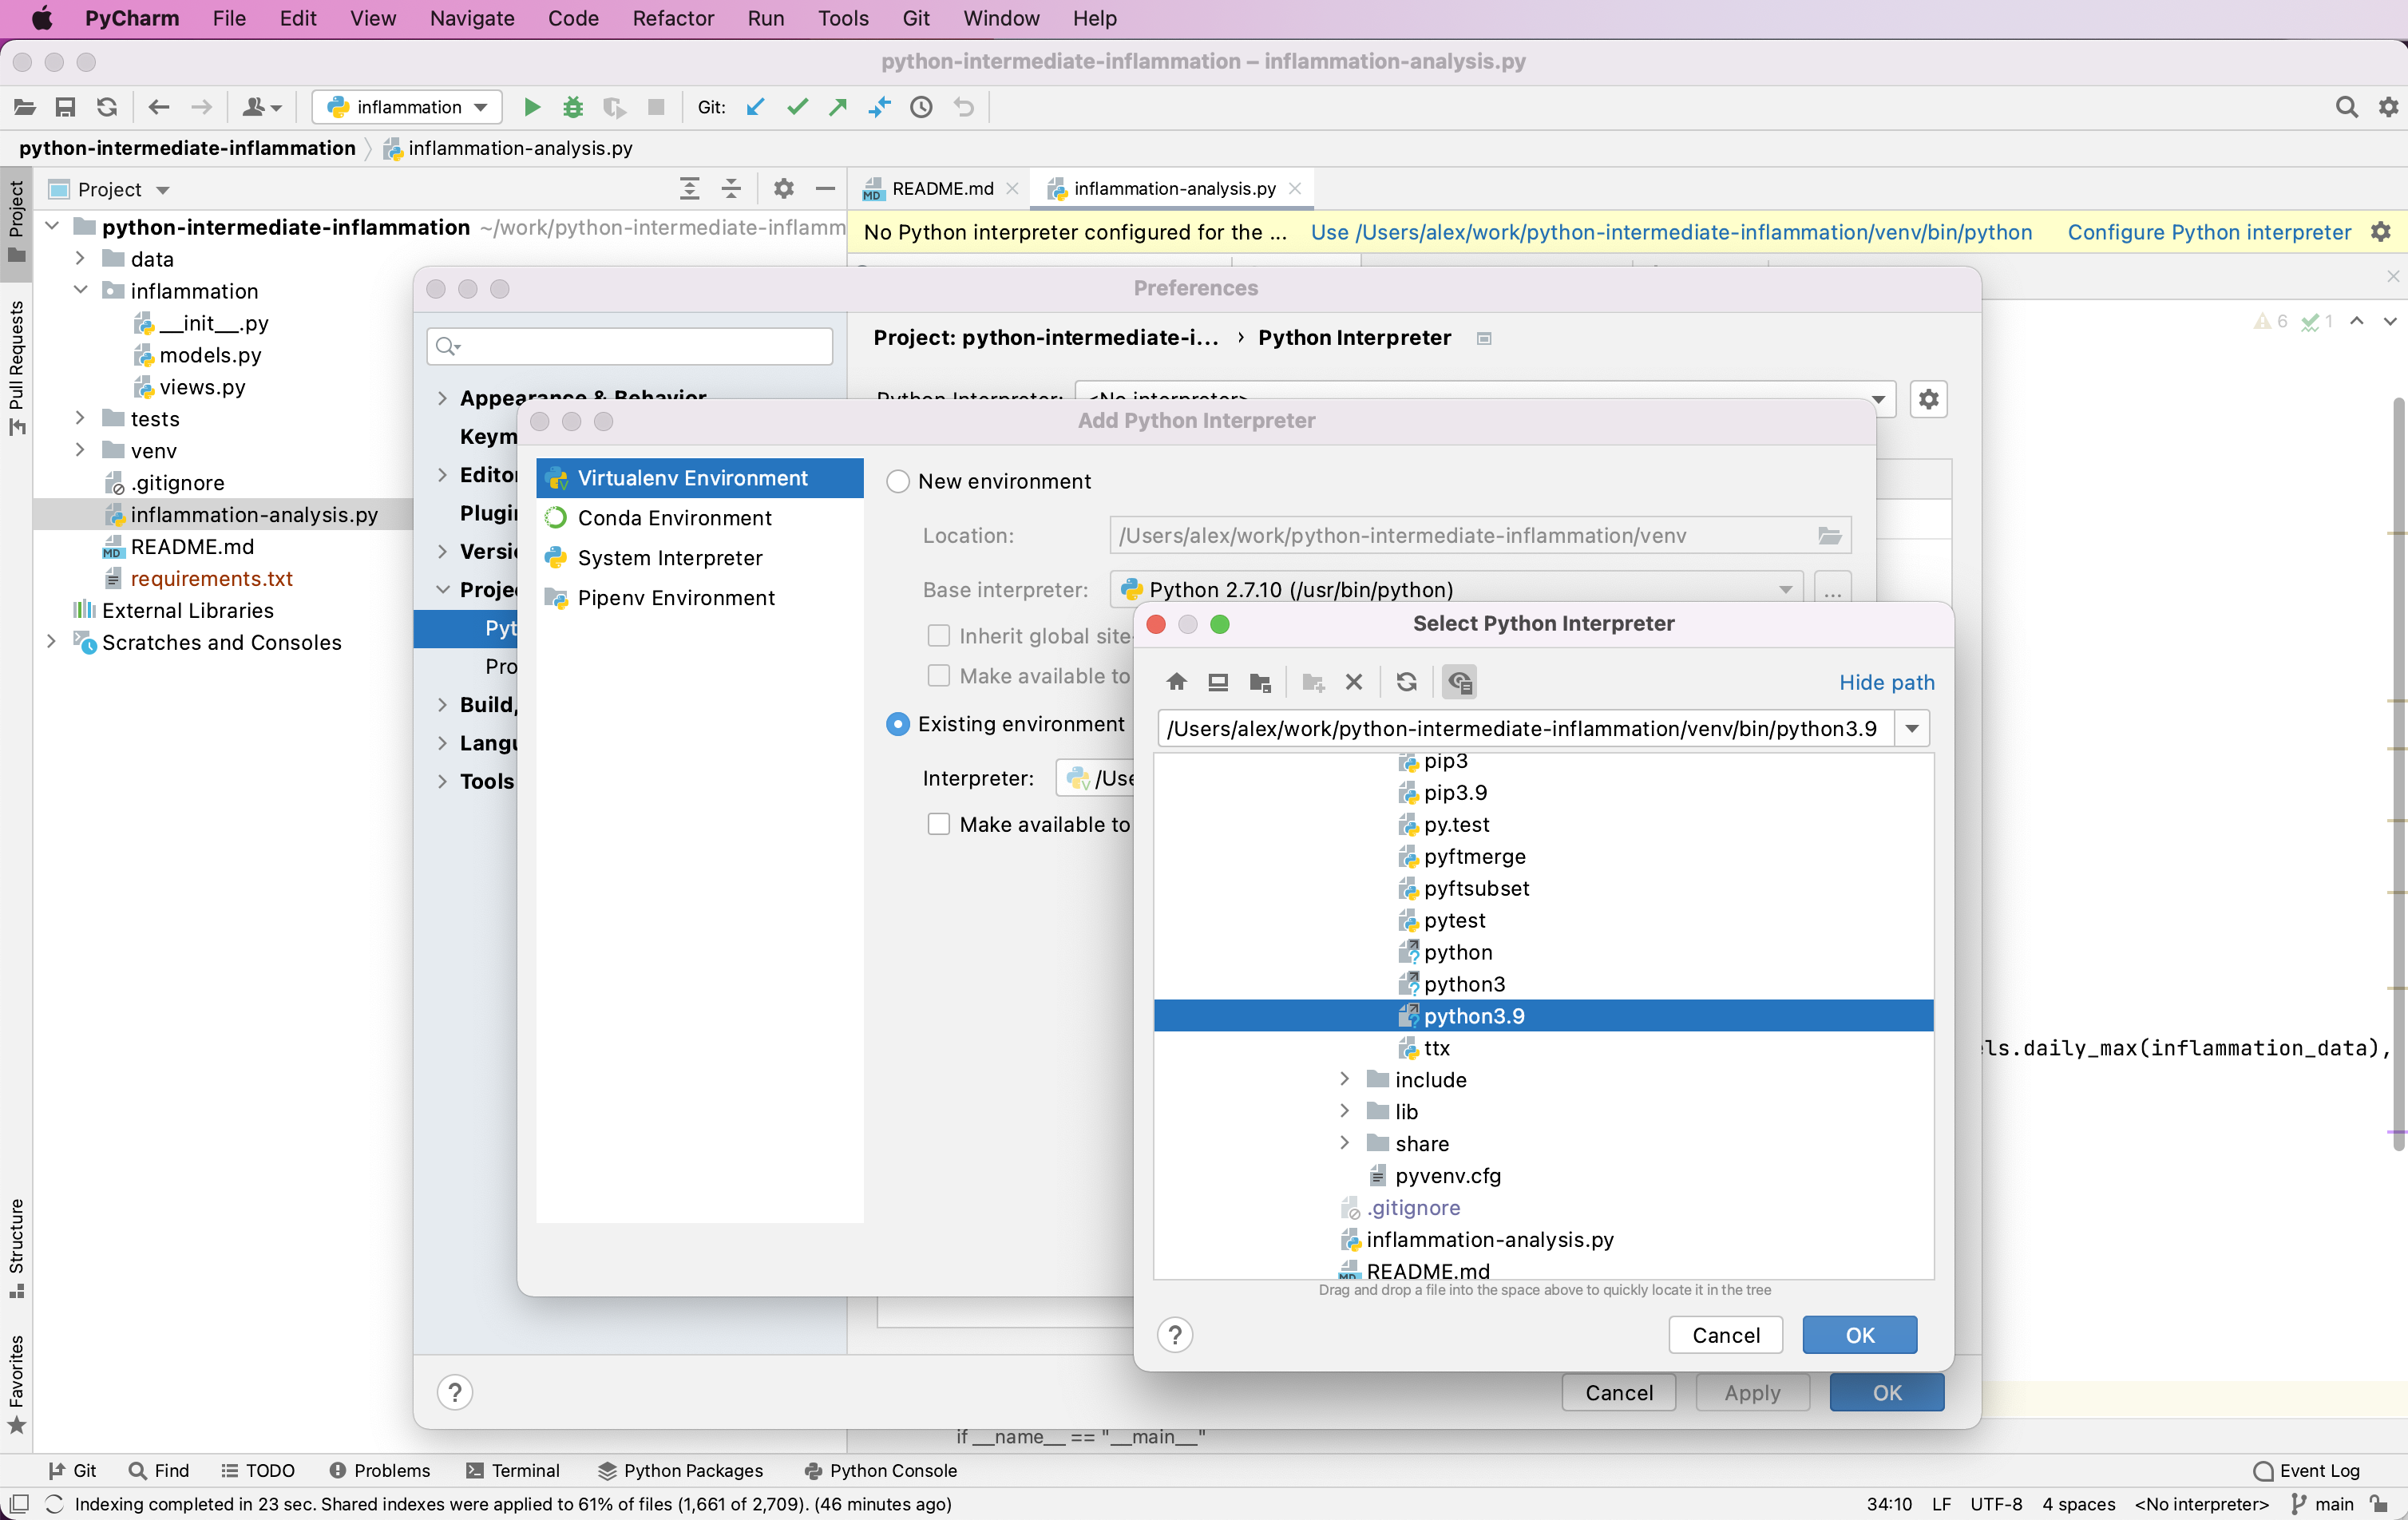 PyCharm File Edit View Navigate Code Refactor Run Tools Git Window Help
python-intermediate-inflammation – inflammation-analysis.py
inflammation Git:
python-intermediate-inflammation inflammation-analysis.py
Project
Pull Requests
Structure
Favorites
Project
python-intermediate-inflammation ~/work/python-intermediate-inflamm
data
inflammation
__init__.py
models.py
views.py
tests
venv
.gitignore
inflammation-analysis.py
README.md
requirements.txt
External Libraries
Scratches and Consoles
README.md inflammation-analysis.py
No Python interpreter configured for the ... Use /Users/alex/work/python-intermediate-inflammation/venv/bin/python Configure Python interpreter
6 1
Preferences
Project: python-intermediate-i... › Python Interpreter
Python Interpreter: <No interpreter>
Appearance & Behavior
Keym
Editor
Plugin
Versio
Projec
Pyt
Pro
Build,
Langu
Tools
Add Python Interpreter
Virtualenv Environment
Conda Environment
System Interpreter
Pipenv Environment
New environment
Location: /Users/alex/work/python-intermediate-inflammation/venv
Base interpreter: Python 2.7.10 (/usr/bin/python) ...
Inherit global site-
Make available to
Existing environment
Interpreter: /Use
Make available to
Select Python Interpreter
Hide path
/Users/alex/work/python-intermediate-inflammation/venv/bin/python3.9
pip3
pip3.9
py.test
pyftmerge
pyftsubset
pytest
python
python3
python3.9
ttx
include
lib
share
pyvenv.cfg
.gitignore
inflammation-analysis.py
README.md
Drag and drop a file into the space above to quickly locate it in the tree
? Cancel OK
? Cancel Apply OK
ls.daily_max(inflammation_data),
if __name__ == "__main__"
Git Find TODO Problems Terminal Python Packages Python Console Event Log
Indexing completed in 23 sec. Shared indexes were applied to 61% of files (1,661 of 2,709). (46 minutes ago) 34:10 LF UTF-8 4 spaces <No interpreter> main